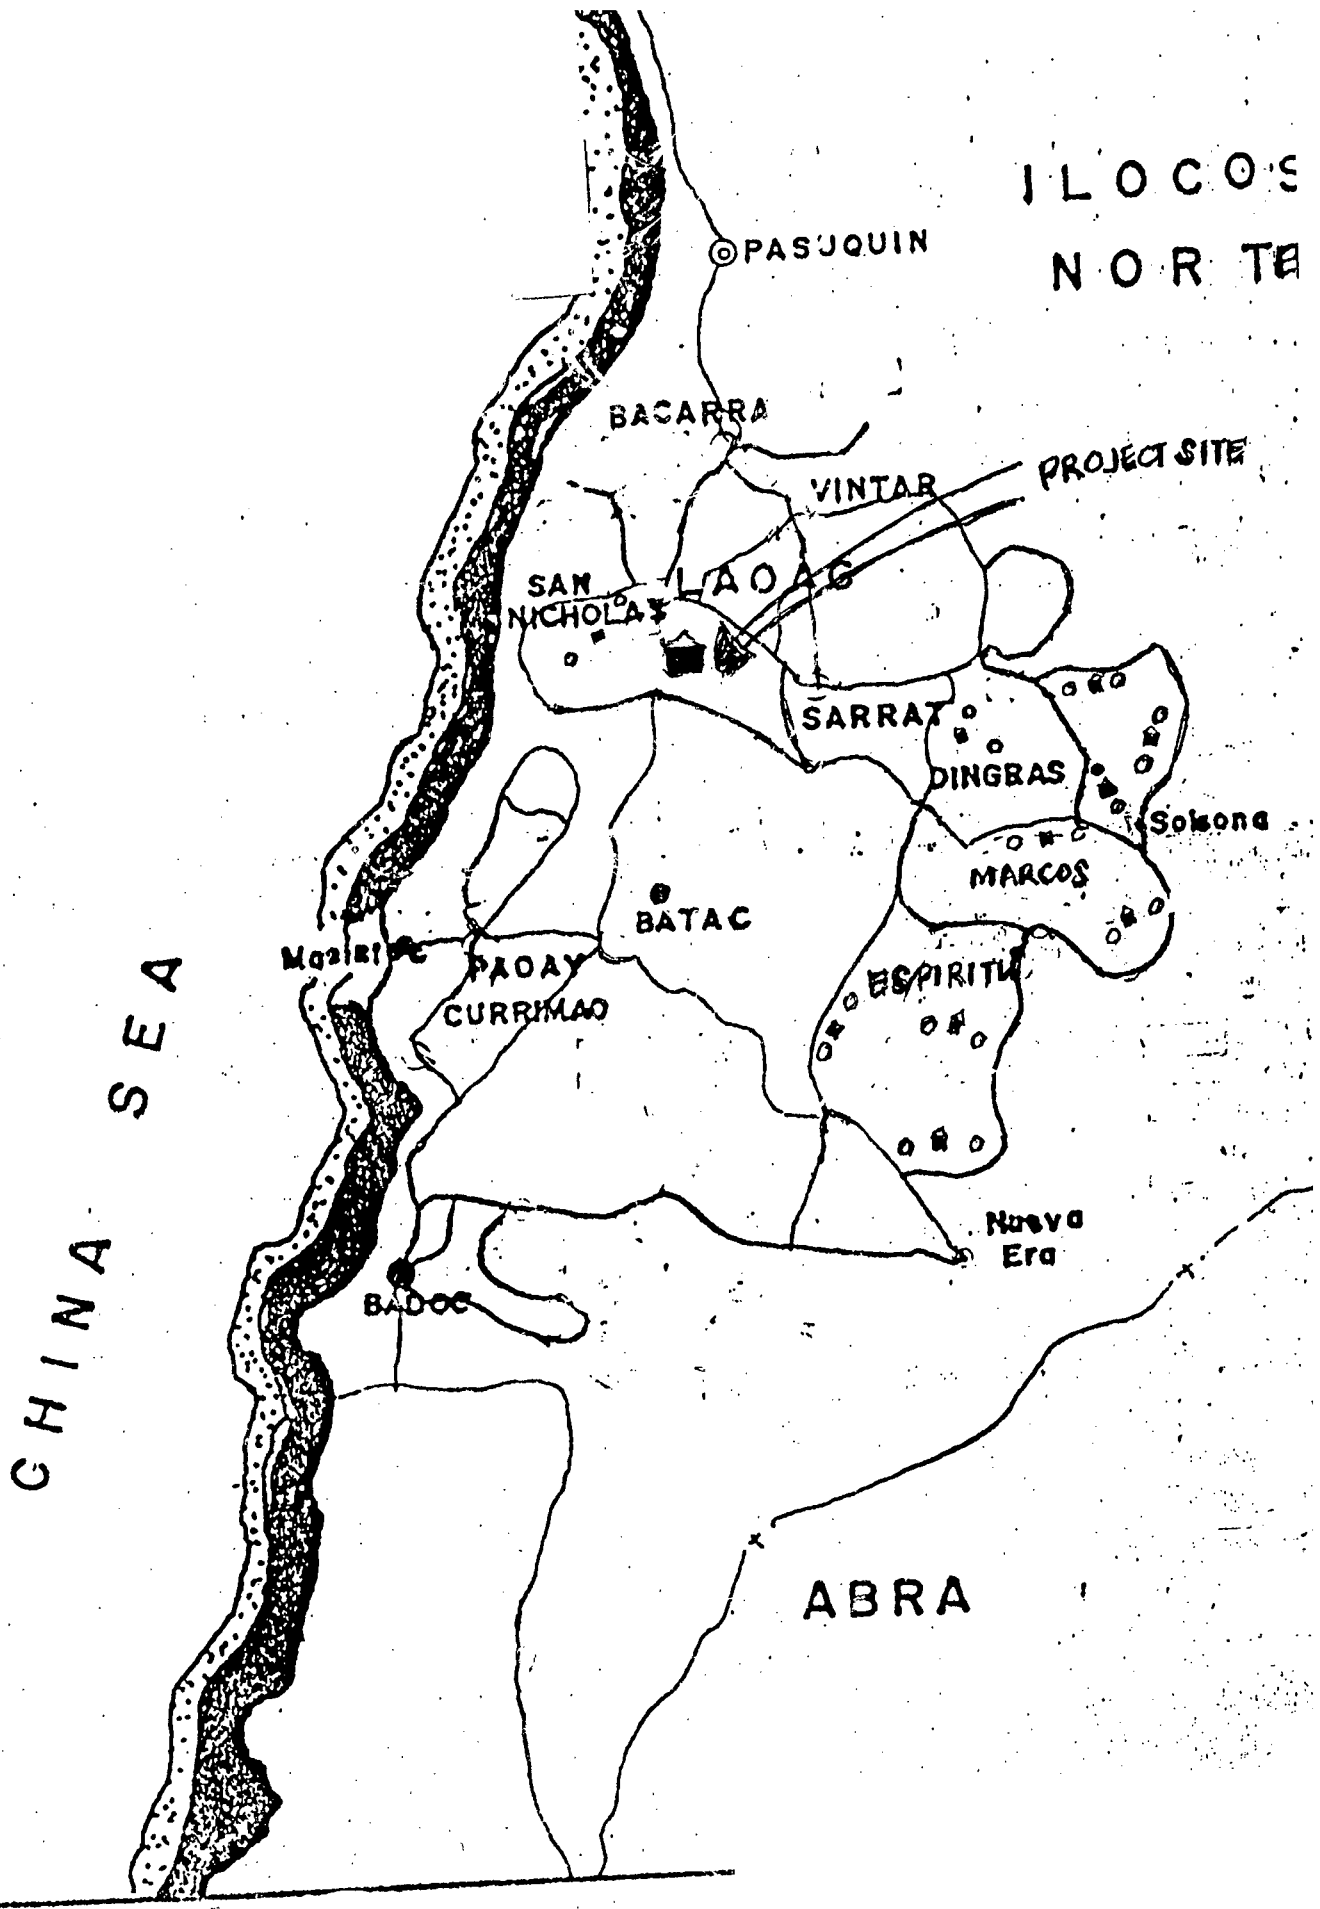 ILOCOS
NORTE
PASUQUIN
BACARRA
PROJECT SITE
VINTAR
LAOAG
SAN
NICHOLAS
SARRAT
DINGRAS
Solsona
MARCOS
BATAC
PAOAY
CURRIMAO
ESPIRITU
CHINA SEA
Nueva
Era
BADOC
ABRA